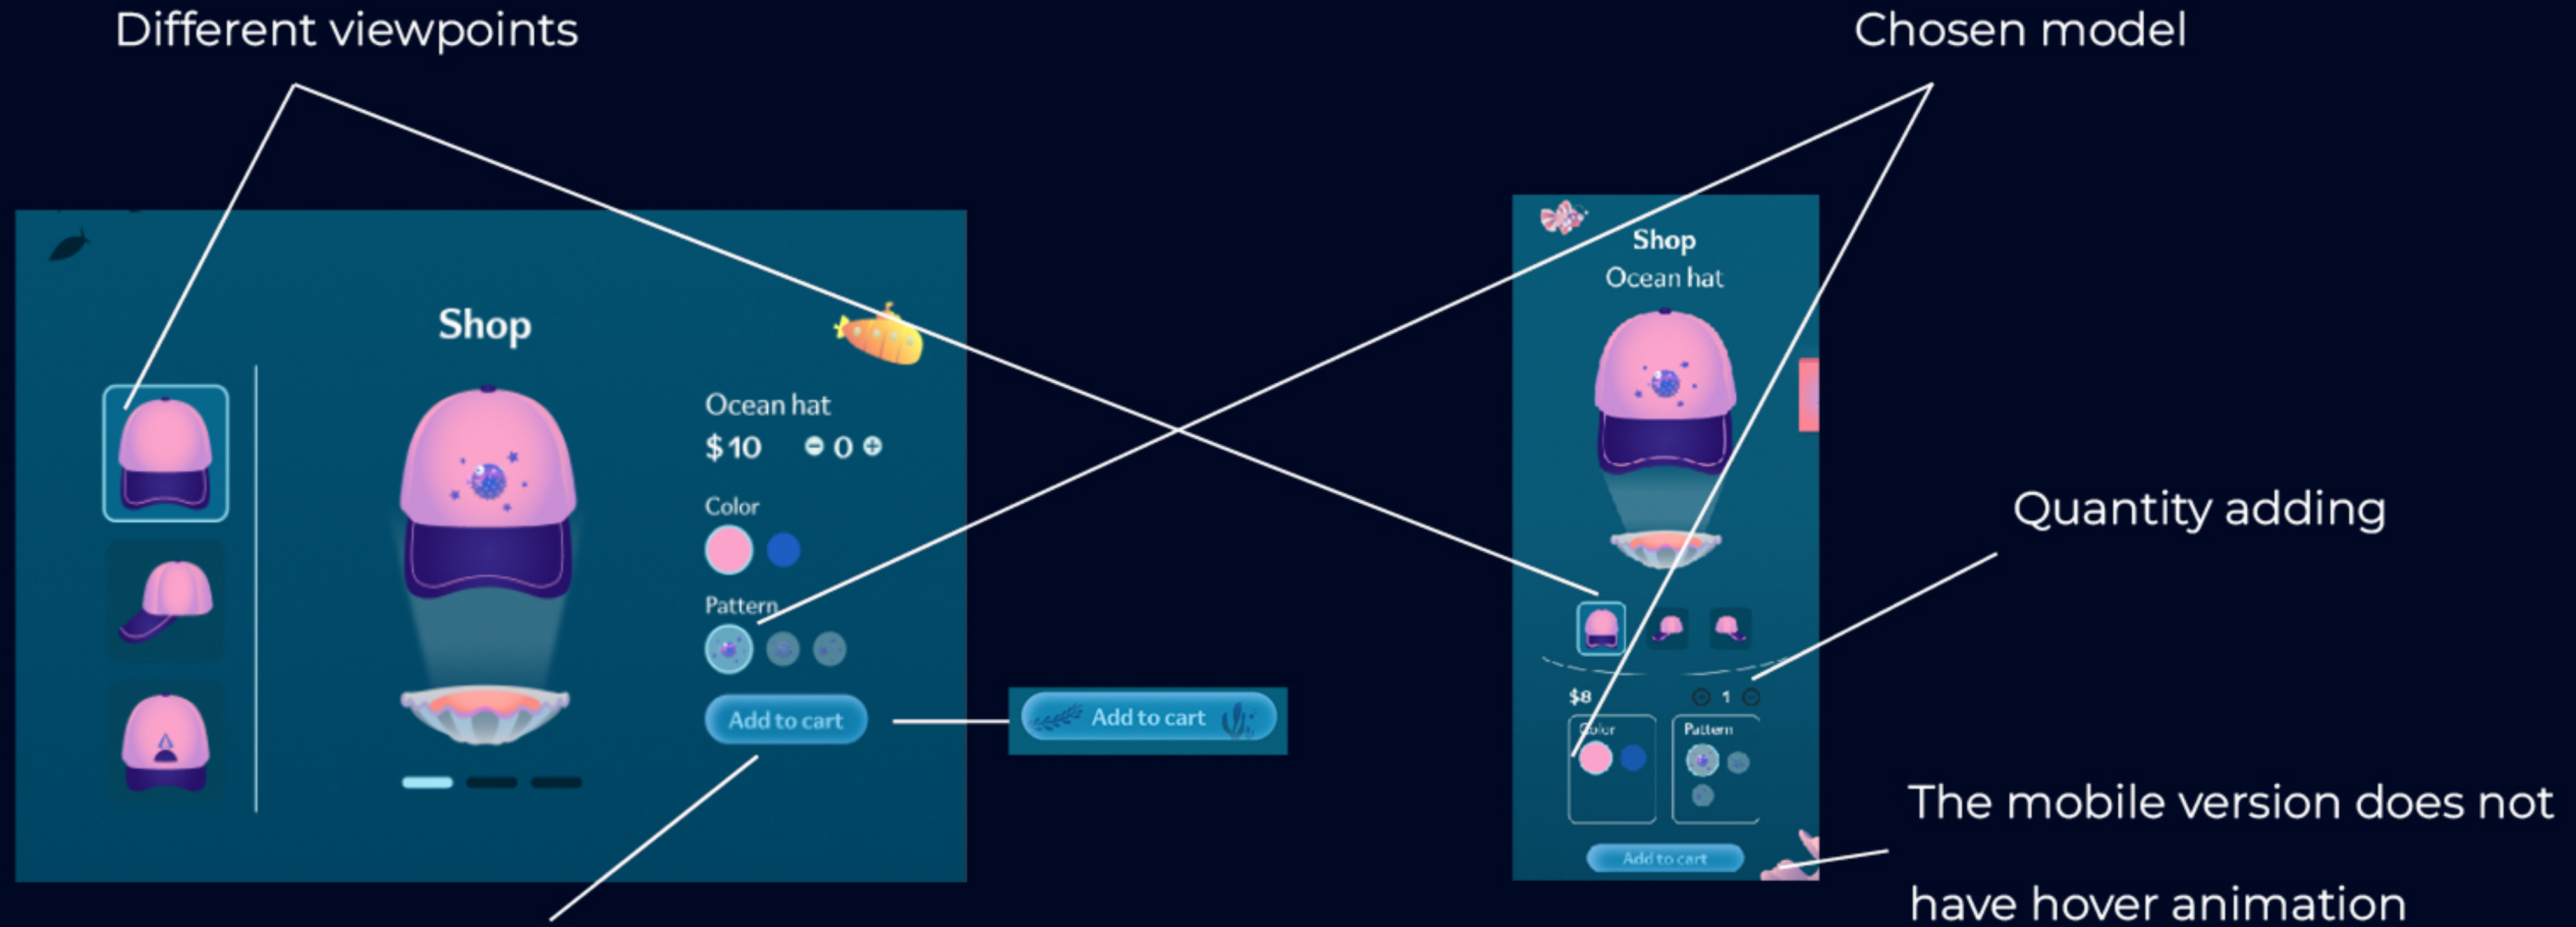 Different viewpoints
Chosen model
Shop
Ocean hat
$10
0
Color
Pattern
Add to cart
Add to cart
Shop
Ocean hat
$8
1
Color
Pattern
Add to cart
Quantity adding
The mobile version does not
have hover animation